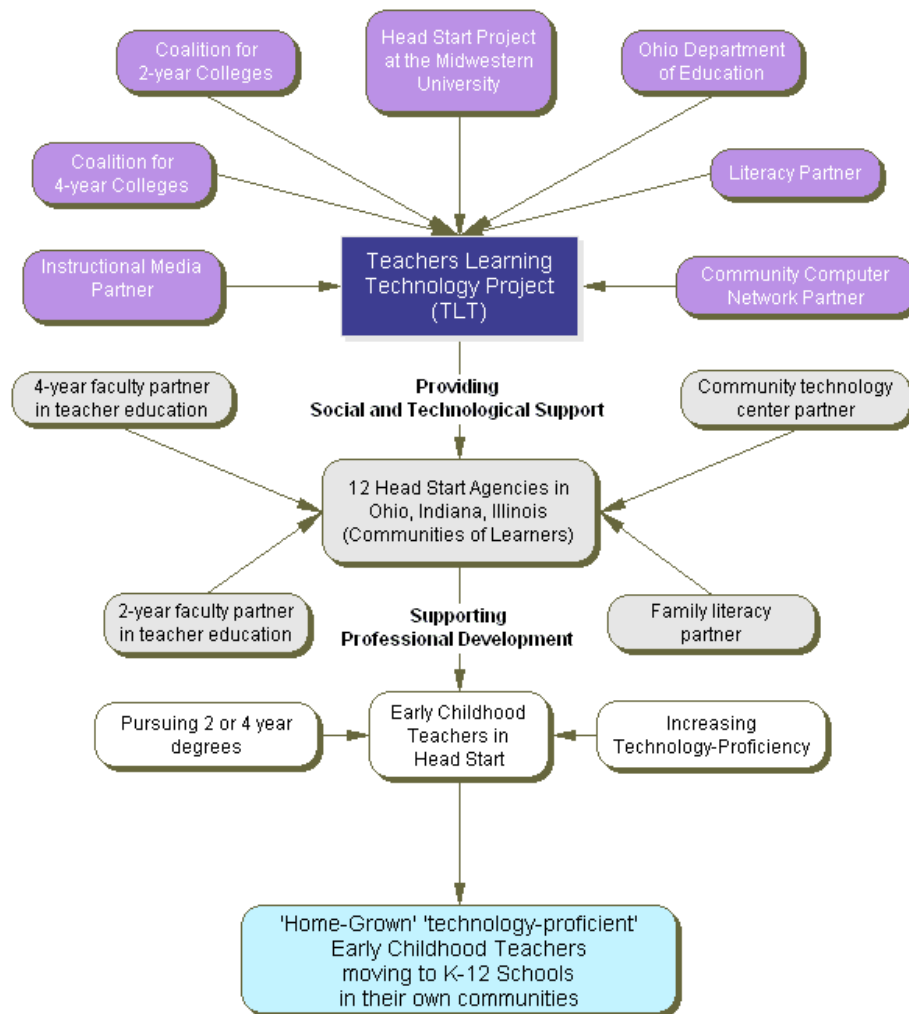 Coalition for
2-year Colleges
Head Start Project
at the Midwestern
University
Ohio Department
of Education
Coalition for
4-year Colleges
Literacy Partner
Instructional Media
Partner
Teachers Learning
Technology Project
(TLT)
Community Computer
Network Partner
Providing
Social and Technological Support
4-year faculty partner
in teacher education
Community technology
center partner
12 Head Start Agencies in
Ohio, Indiana, Illinois
(Communities of Learners)
2-year faculty partner
in teacher education
Supporting
Professional Development
Family literacy
partner
Pursuing 2 or 4 year
degrees
Early Childhood
Teachers in
Head Start
Increasing
Technology-Proficiency
'Home-Grown' 'technology-proficient'
Early Childhood Teachers
moving to K-12 Schools
in their own communities